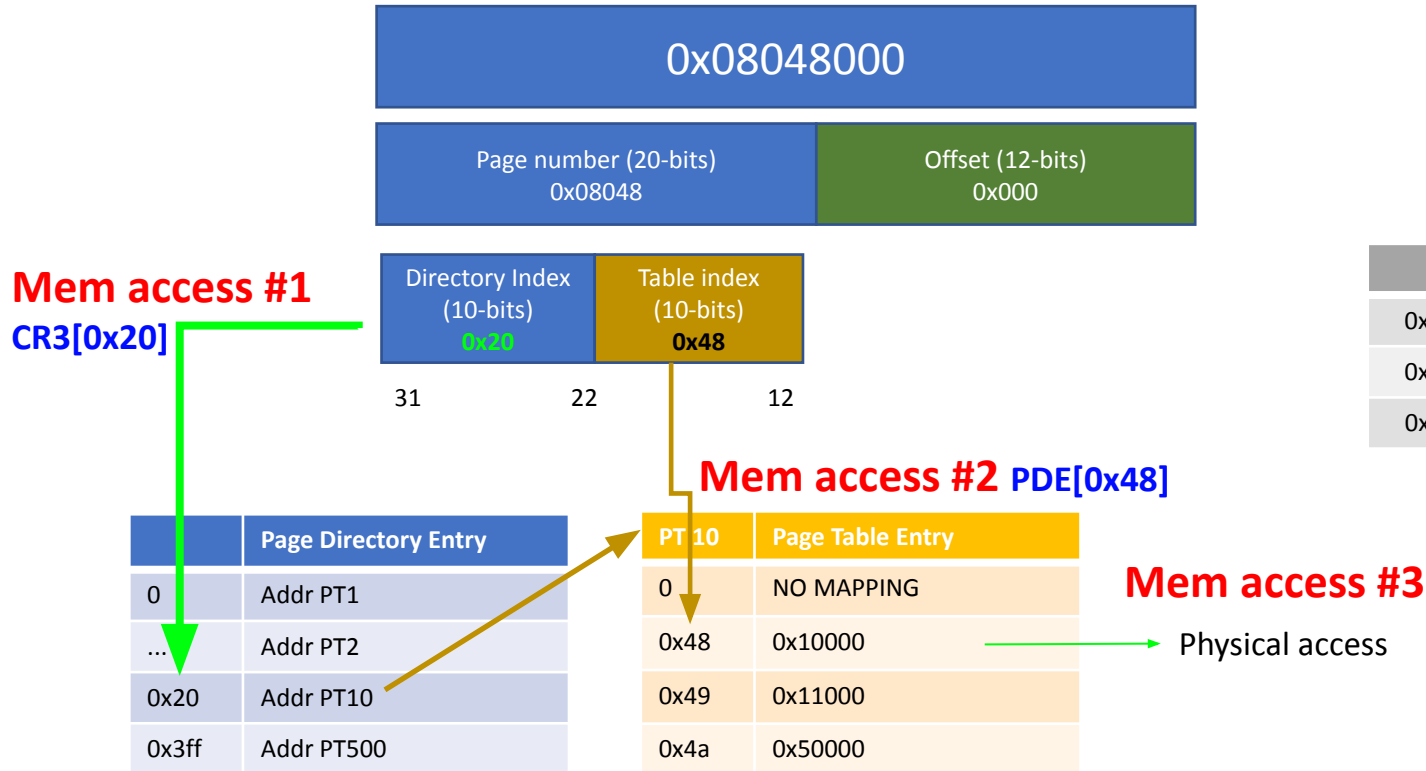 0x08048000
Page number (20-bits)
0x08048
Offset (12-bits)
0x000
Mem access #1
CR3[0x20]
Directory Index
(10-bits)
0x20
Table index
(10-bits)
0x48
31 22 12
0x
0x
0x
Mem access #2 PDE[0x48]
Page Directory Entry
0 Addr PT1
... Addr PT2
0x20 Addr PT10
0x3ff Addr PT500
PT 10 Page Table Entry
0 NO MAPPING
0x48 0x10000
0x49 0x11000
0x4a 0x50000
Mem access #3
Physical access